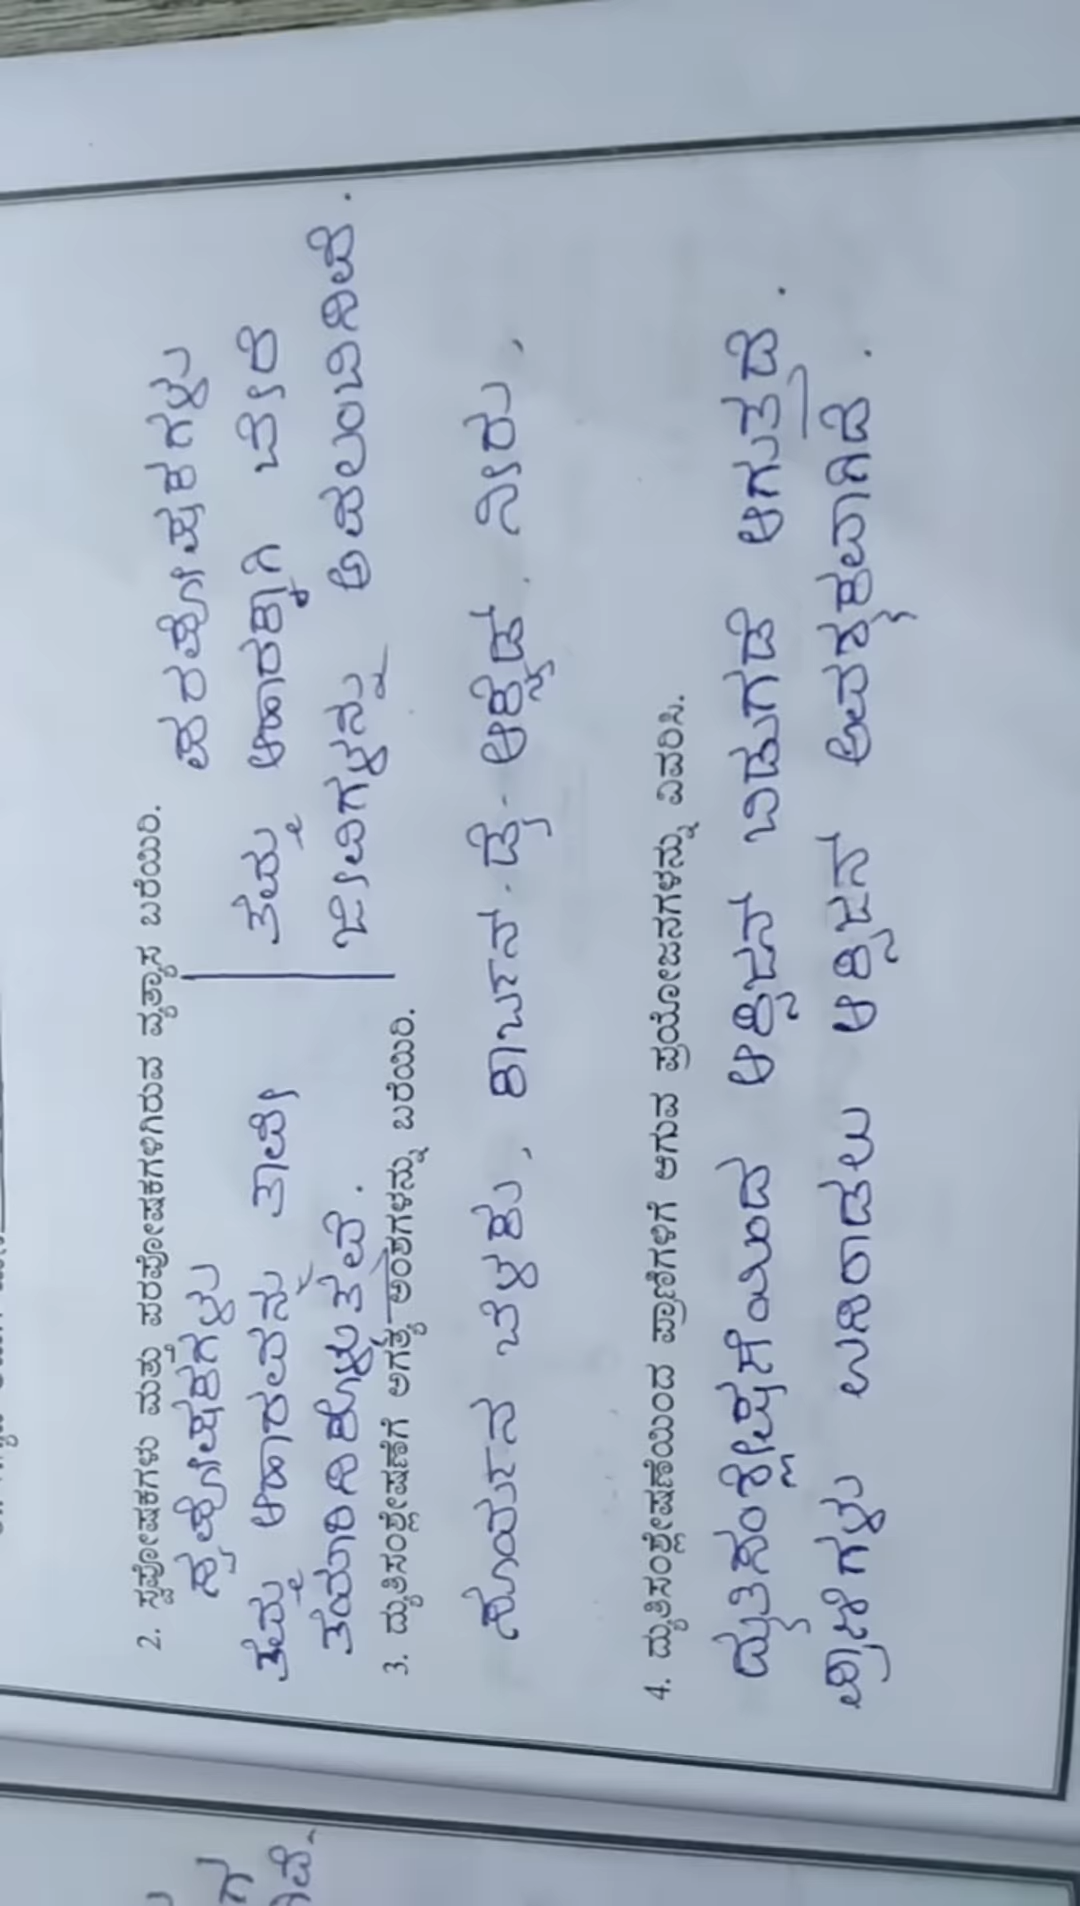 2. ಸ್ವಪೋಷಕಗಳು ಮತ್ತು ಪರಪೋಷಕಗಳಿಗಿರುವ ವ್ಯತ್ಯಾಸ ಬರೆಯಿರಿ.
ಸ್ವಪೋಷಕಗಳು ಪರಪೋಷಕಗಳು
ತಮ್ಮ ಆಹಾರವನು ತಾವೇ ತಮ್ಮ ಆಹಾರಕ್ಕಾಗಿ ಬೇರೆ
ತಯಾರಿಸಿಕೊಳ್ಳುತ್ತವೆ. ಜೀವಿಗಳನ್ನು ಅವಲಂಬಿಸಿವೆ.
3. ದ್ಯುತಿಸಂಶ್ಲೇಷಣೆಗೆ ಅಗತ್ಯ ಅಂಶಗಳನ್ನು ಬರೆಯಿರಿ.
ಸೂರ್ಯನ ಬೆಳಕು, ಕಾರ್ಬನ್ ಡೈ-ಆಕ್ಸೈಡ್. ನೀರು,
4. ದ್ಯುತಿಸಂಶ್ಲೇಷಣೆಯಿಂದ ಪ್ರಾಣಿಗಳಿಗೆ ಆಗುವ ಪ್ರಯೋಜನಗಳನ್ನು ವಿವರಿಸಿ.
ದ್ಯುತಿಸಂಶ್ಲೇಷಣೆಯಿಂದ ಆಕ್ಸಿಜನ್ ಬಿಡುಗಡೆ ಆಗುತ್ತದೆ.
ಪ್ರಾಣಿಗಳು ಉಸಿರಾಡಲು ಆಕ್ಸಿಜನ್ ಅವಶ್ಯಕವಾಗಿದೆ.